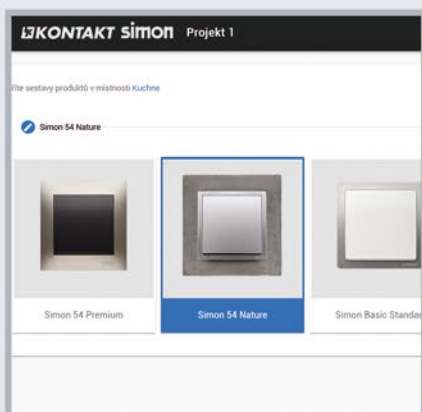 KONTAKT simon Projekt 1
řte sestavy produktů v místnosti Kuchne
Simon 54 Nature
Simon 54 Premium
Simon 54 Nature
Simon Basic Standar